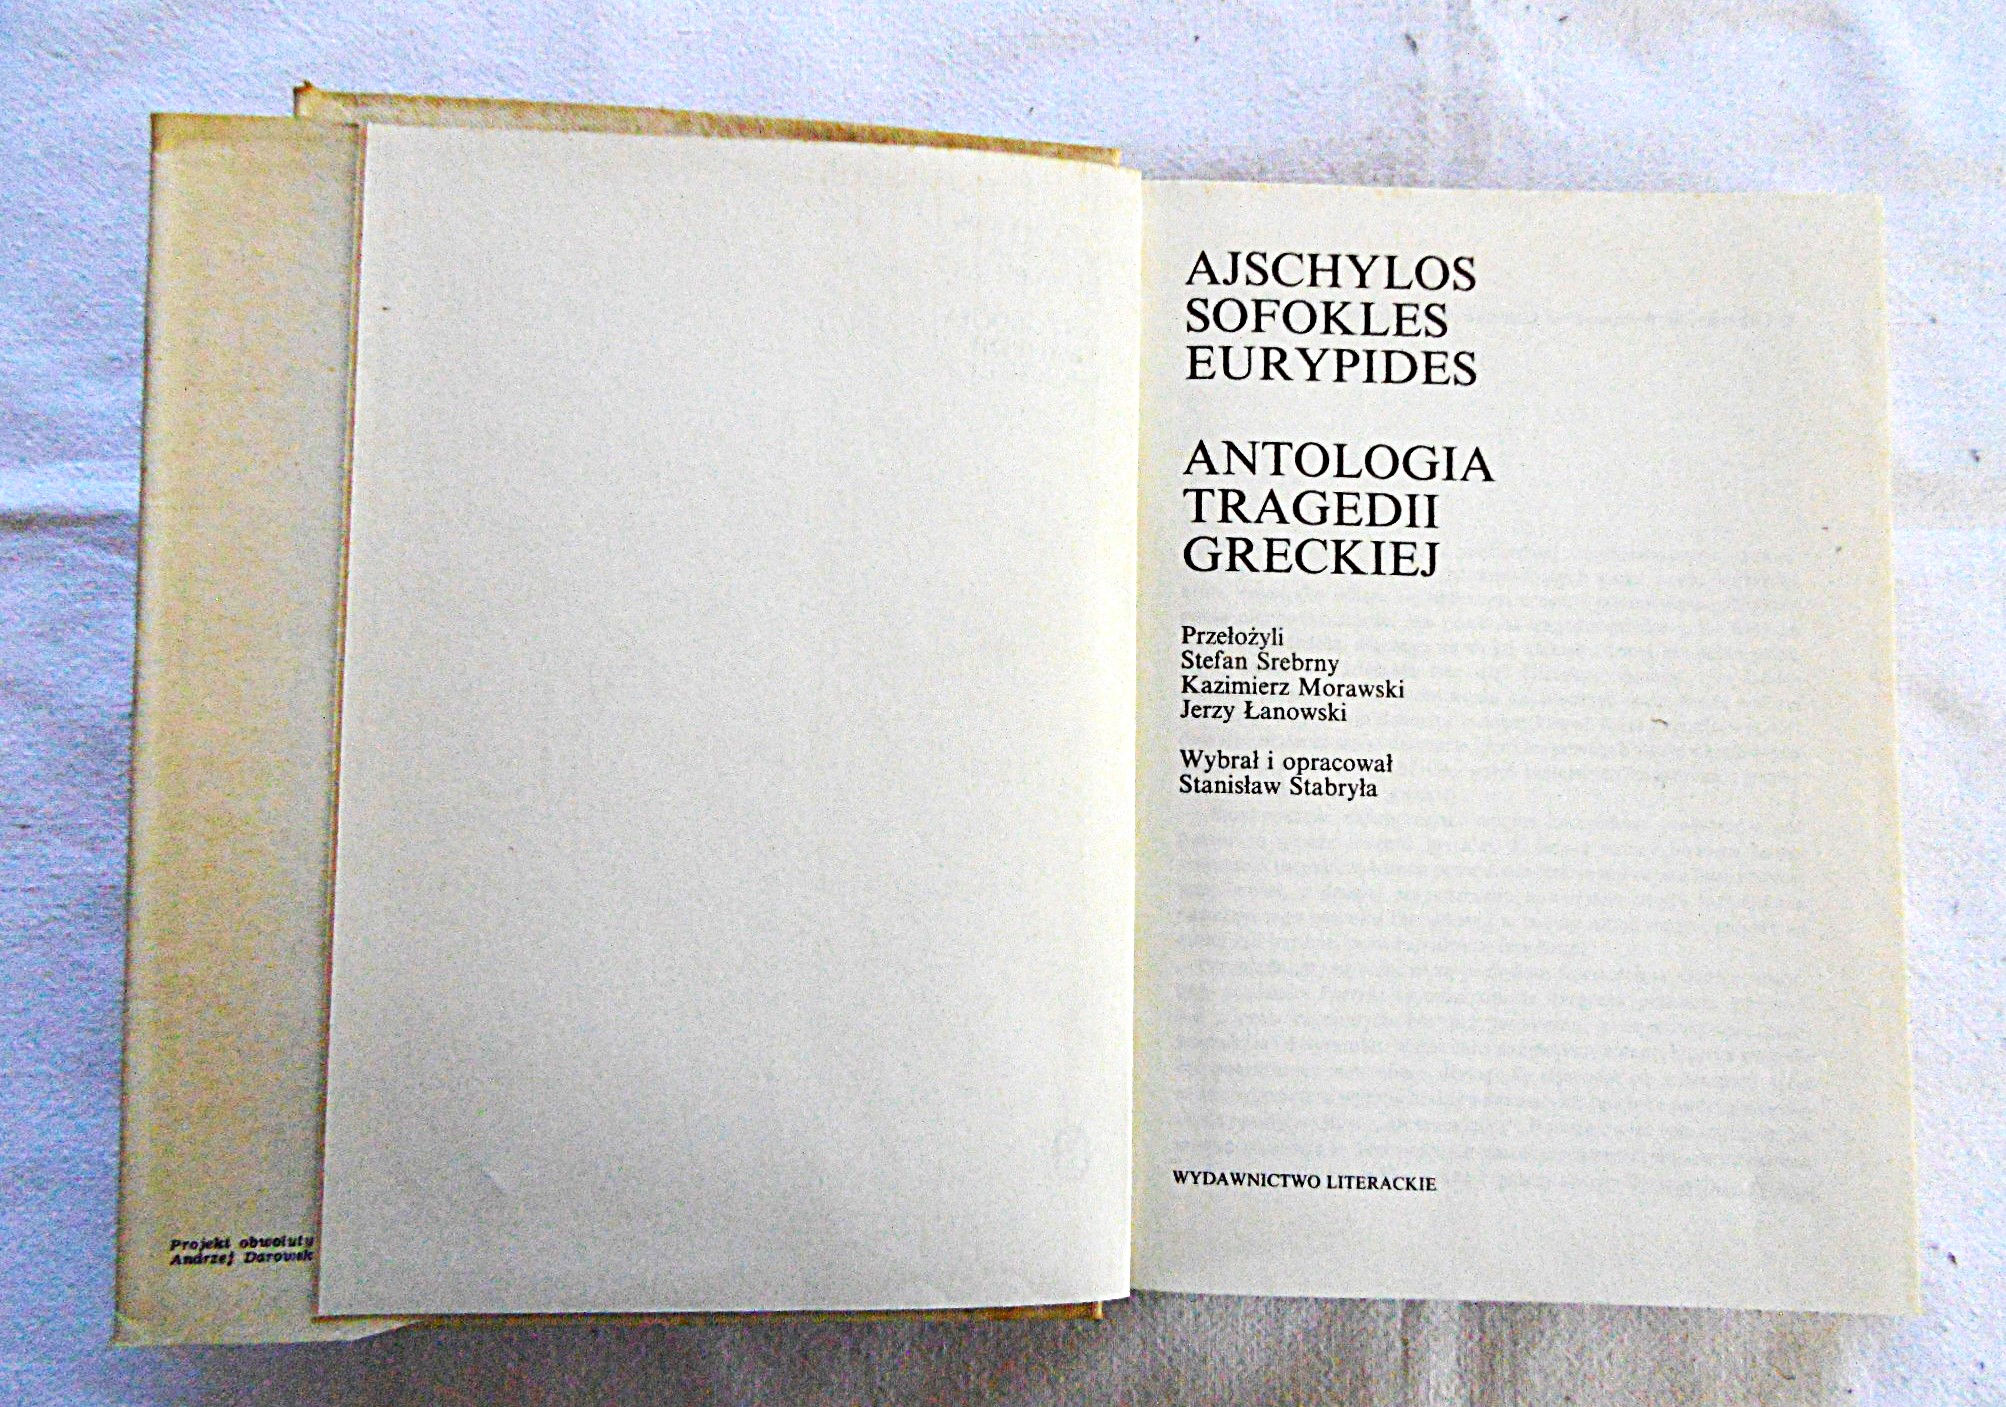 Projekt obwoluty
Andrzej
AJSCHYLOS
SOFOKLES
EURYPIDES
ANTOLOGIA
TRAGEDII
GRECKIEJ
Przełożyli
Stefan Srebrny
Kazimierz Morawski
Jerzy Łanowski
Wybrał i opracował
Stanisław Stabryła
WYDAWNICTWO LITERACKIE